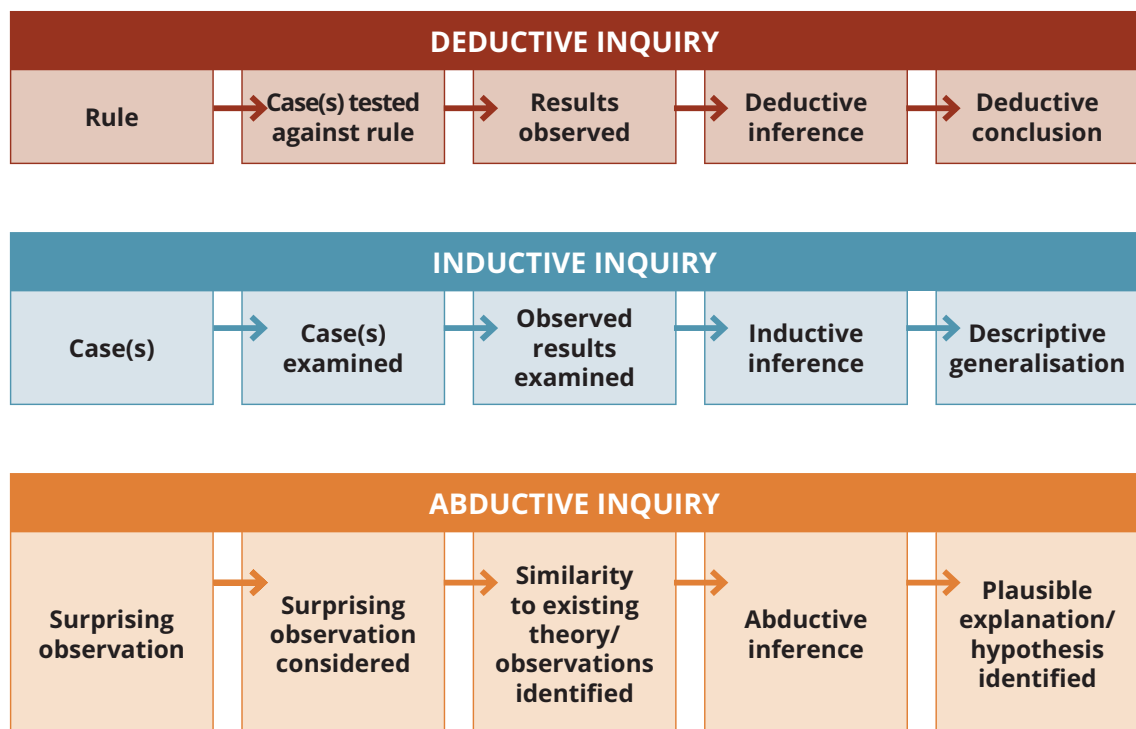 DEDUCTIVE INQUIRY
Rule
Case(s) tested
against rule
Results
observed
Deductive
inference
Deductive
conclusion
INDUCTIVE INQUIRY
Case(s)
Case(s)
examined
Observed
results
examined
Inductive
inference
Descriptive
generalisation
ABDUCTIVE INQUIRY
Surprising
observation
Surprising
observation
considered
Similarity
to existing
theory/
observations
identified
Abductive
inference
Plausible
explanation/
hypothesis
identified